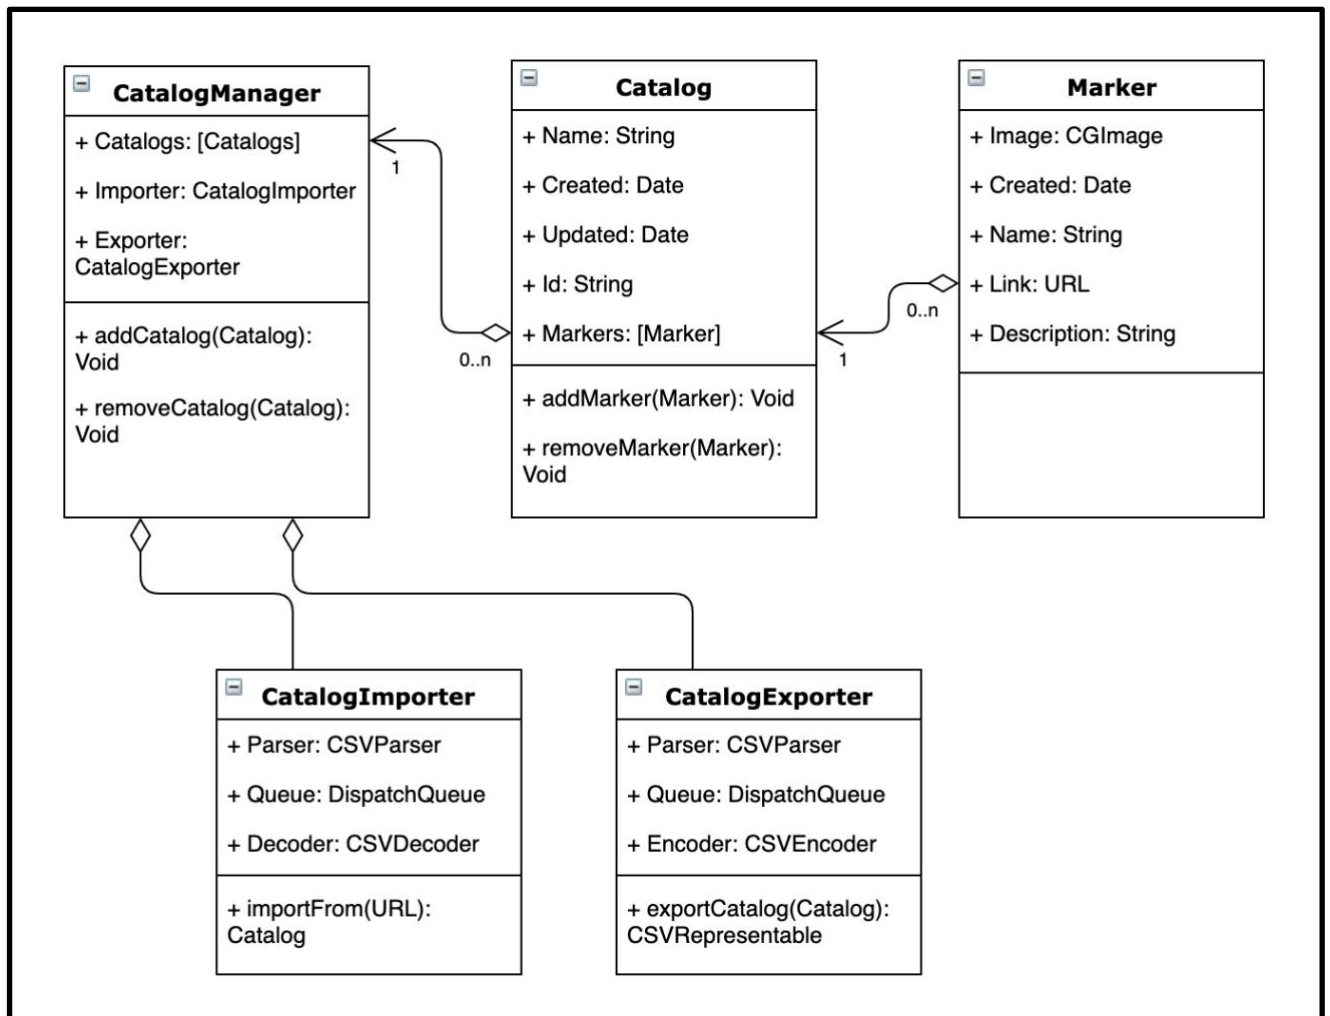 CatalogManager
+ Catalogs: [Catalogs]
+ Importer: CatalogImporter
+ Exporter:
CatalogExporter
+ addCatalog(Catalog):
Void
+ removeCatalog(Catalog):
Void
1
0..n
Catalog
+ Name: String
+ Created: Date
+ Updated: Date
+ Id: String
+ Markers: [Marker]
+ addMarker(Marker): Void
+ removeMarker(Marker):
Void
0..n
1
Marker
+ Image: CGImage
+ Created: Date
+ Name: String
+ Link: URL
+ Description: String
CatalogImporter
+ Parser: CSVParser
+ Queue: DispatchQueue
+ Decoder: CSVDecoder
+ importFrom(URL):
Catalog
CatalogExporter
+ Parser: CSVParser
+ Queue: DispatchQueue
+ Encoder: CSVEncoder
+ exportCatalog(Catalog):
CSVRepresentable